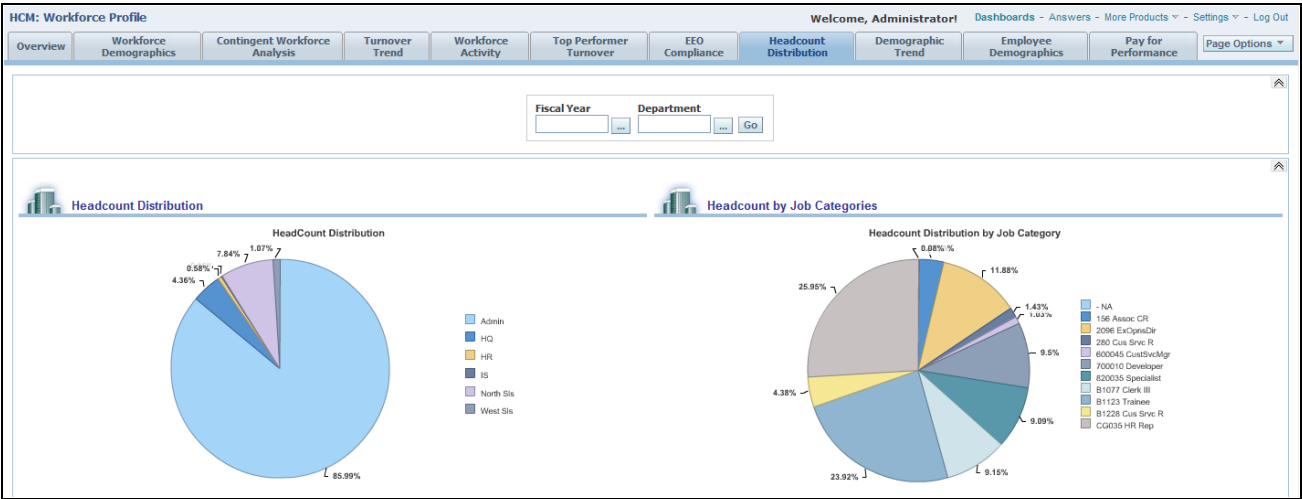 HCM: Workforce Profile
Welcome, Administrator! Dashboards - Answers - More Products - Settings - Log Out
Overview
Workforce
Demographics
Contingent Workforce
Analysis
Turnover
Trend
Workforce
Activity
Top Performer
Turnover
EEO
Compliance
Headcount
Distribution
Demographic
Trend
Employee
Demographics
Pay for
Performance
Page Options
Fiscal Year
Department
...
...
Go
Headcount Distribution
HeadCount Distribution
1.07%
7.84%
0.58%
4.36%
85.99%
Admin
HQ
HR
IS
North Sls
West Sls
Headcount by Job Categories
Headcount Distribution by Job Category
0.08%
11.88%
25.95%
1.43%
1.03%
9.5%
4.38%
9.09%
9.15%
23.92%
- NA
156 Assoc CR
2096 ExOpnsDir
280 Cus Srvc R
600045 CustSvcMgr
700010 Developer
820035 Specialist
B1077 Clerk III
B1123 Trainee
B1228 Cus Srvc R
CG035 HR Rep